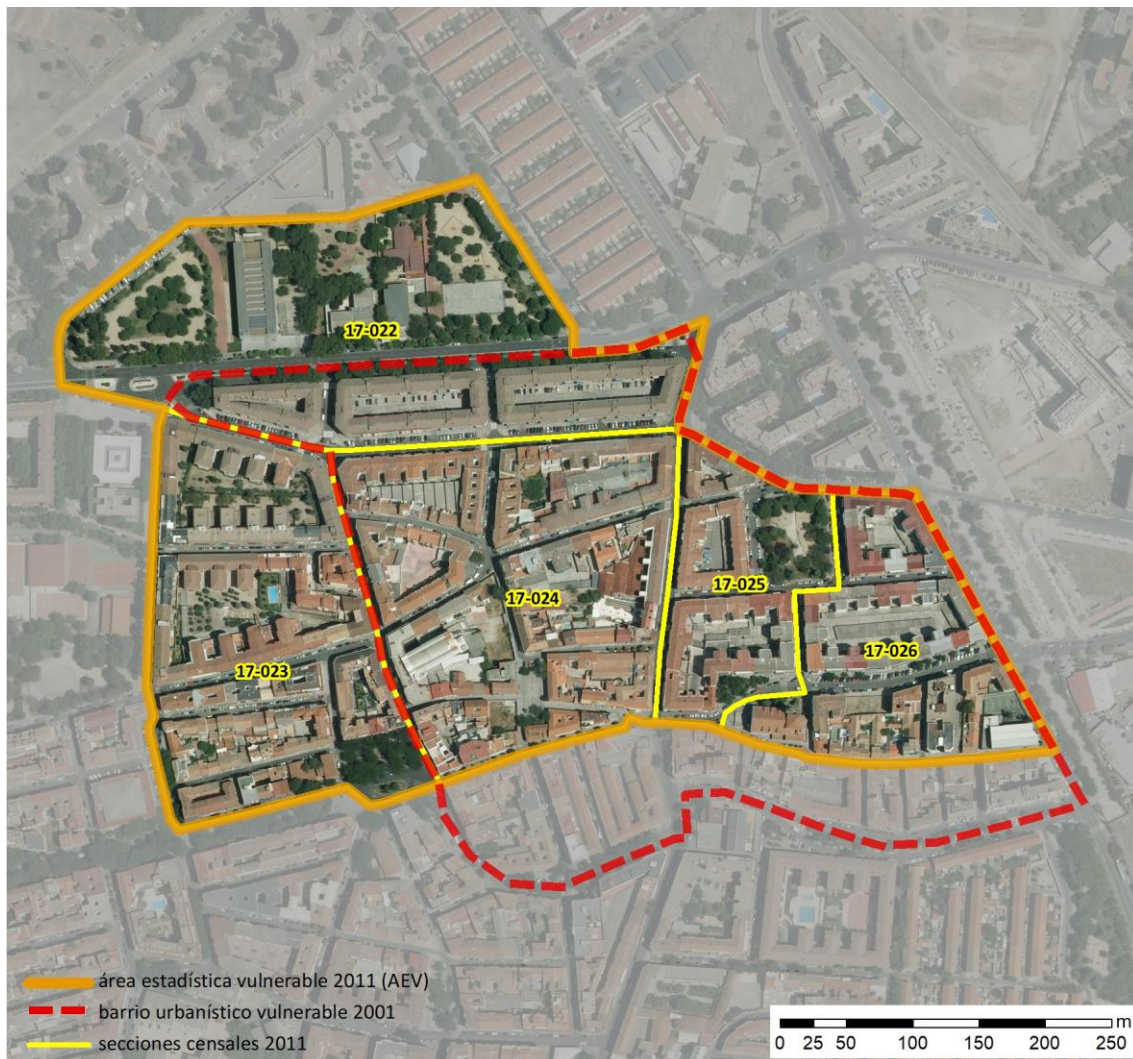 17-022
17-024
17-025
17-026
17-023
área estadística vulnerable 2011 (AEV)
barrio urbanístico vulnerable 2001
secciones censales 2011
m
0 25 50 100 150 200 250